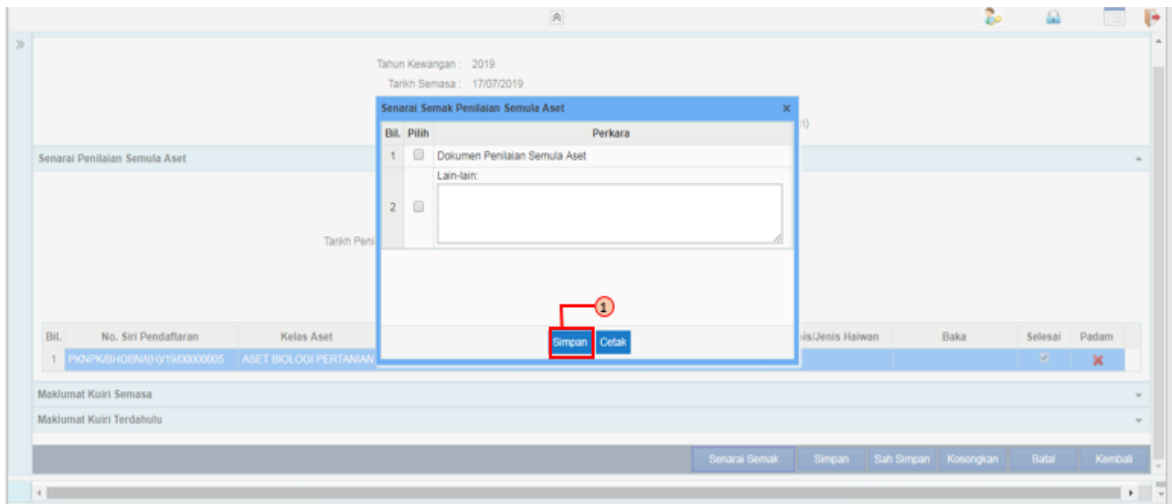 Tahun Kewangan : 2019
Tarikh Semasa : 17/07/2019
Senarai Semak Penilaian Semula Aset
Bil. Pilih Perkara
1 Dokumen Penilaian Semula Aset
Lain-lain:
2
Senarai Penilaian Semula Aset
Tarikh Peni
1
Simpan Cetak
Bil. No. Siri Pendaftaran Kelas Aset is/Jenis Haiwan Baka Selesai Padam
1 PKNPK/BHGBN/I(H)/19/00000005 ASET BIOLOGI PERTANIAN
Maklumat Kuiri Semasa
Maklumat Kuiri Terdahulu
Senarai Semak Simpan Sah Simpan Kosongkan Batal Kembali